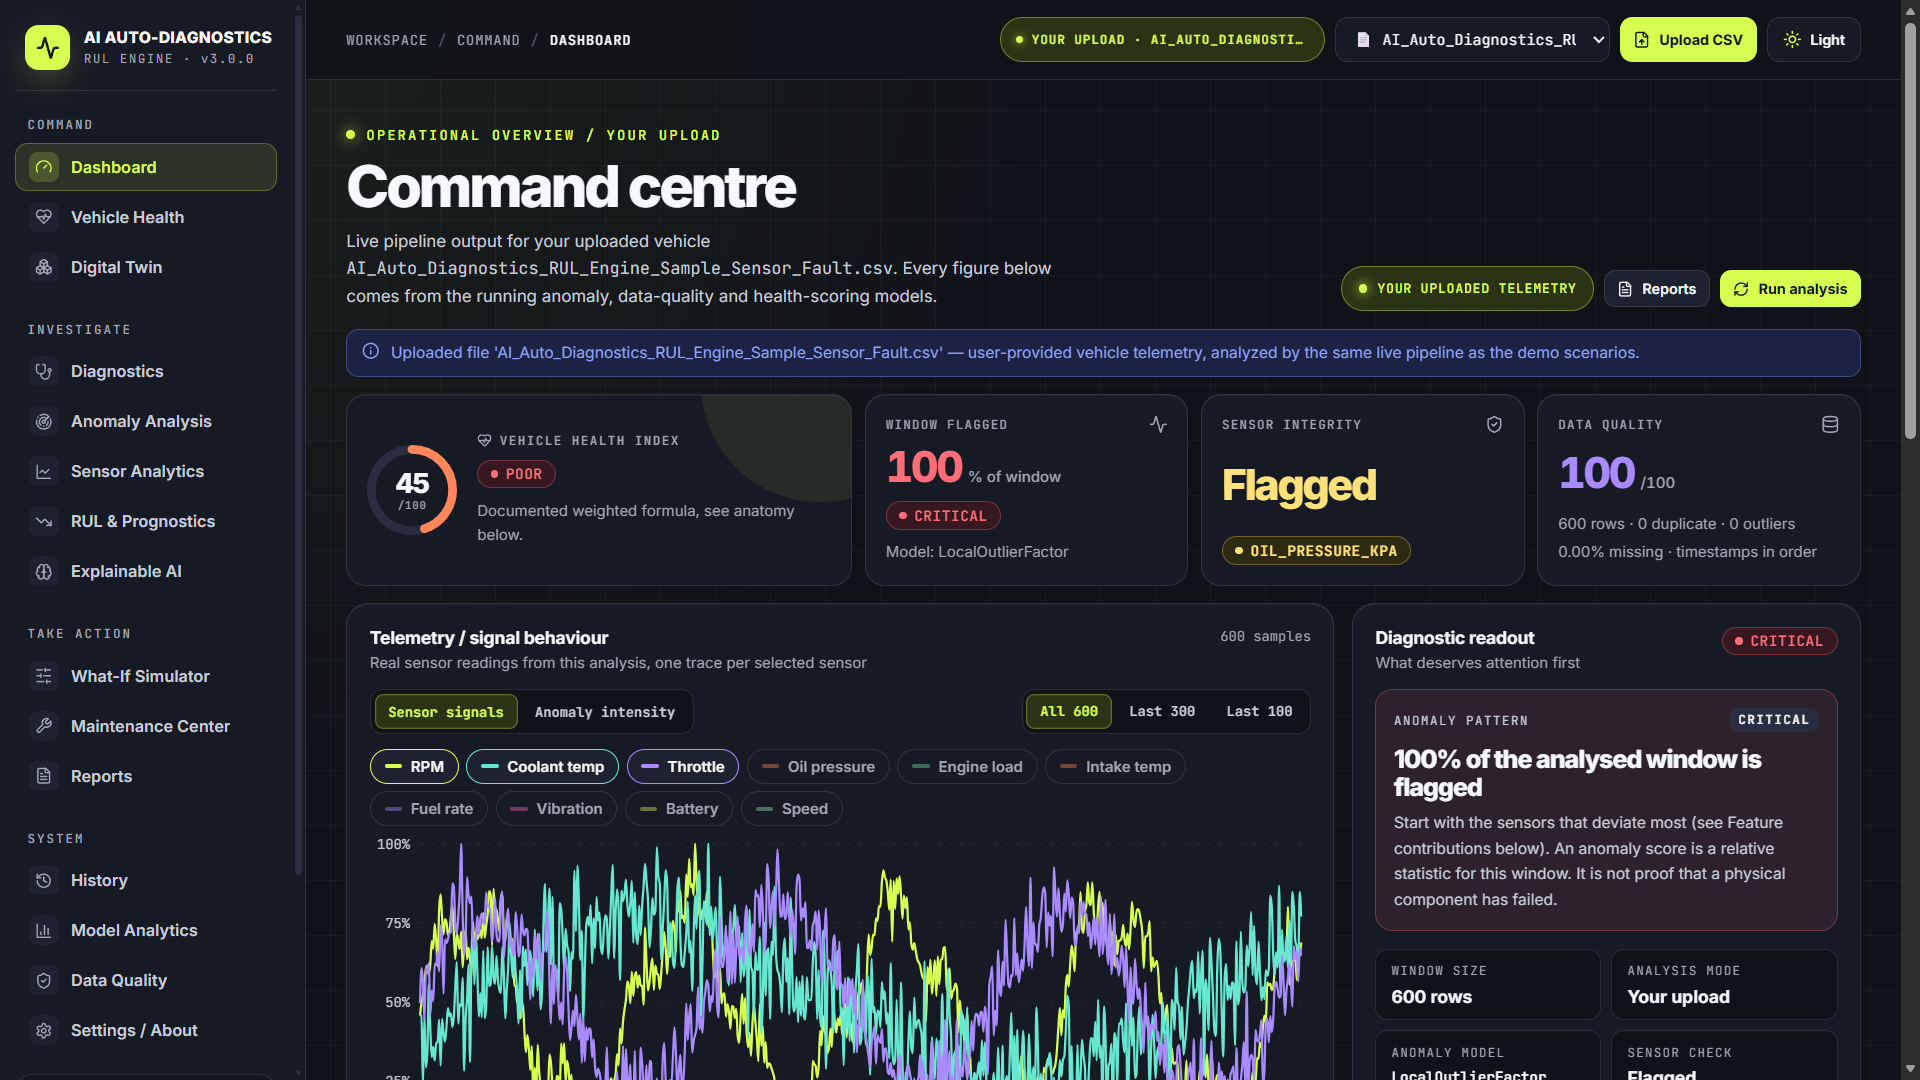 AI AUTO-DIAGNOSTICS
RUL ENGINE · v3.0.0
COMMAND
Dashboard
Vehicle Health
Digital Twin
INVESTIGATE
Diagnostics
Anomaly Analysis
Sensor Analytics
RUL & Prognostics
Explainable AI
TAKE ACTION
What-If Simulator
Maintenance Center
Reports
SYSTEM
History
Model Analytics
Data Quality
Settings / About
WORKSPACE / COMMAND / DASHBOARD
YOUR UPLOAD · AI_AUTO_DIAGNOSTI…
AI_Auto_Diagnostics_RU
Upload CSV
Light
OPERATIONAL OVERVIEW / YOUR UPLOAD
Command centre
Live pipeline output for your uploaded vehicle
AI_Auto_Diagnostics_RUL_Engine_Sample_Sensor_Fault.csv. Every figure below
comes from the running anomaly, data-quality and health-scoring models.
YOUR UPLOADED TELEMETRY
Reports
Run analysis
Uploaded file 'AI_Auto_Diagnostics_RUL_Engine_Sample_Sensor_Fault.csv' — user-provided vehicle telemetry, analyzed by the same live pipeline as the demo scenarios.
45
/100
VEHICLE HEALTH INDEX
POOR
Documented weighted formula, see anatomy
below.
WINDOW FLAGGED
100 % of window
CRITICAL
Model: LocalOutlierFactor
SENSOR INTEGRITY
Flagged
OIL_PRESSURE_KPA
DATA QUALITY
100 /100
600 rows · 0 duplicate · 0 outliers
0.00% missing · timestamps in order
Telemetry / signal behaviour
600 samples
Real sensor readings from this analysis, one trace per selected sensor
Sensor signals
Anomaly intensity
All 600
Last 300
Last 100
RPM
Coolant temp
Throttle
Oil pressure
Engine load
Intake temp
Fuel rate
Vibration
Battery
Speed
100%
75%
50%
25%
Diagnostic readout
CRITICAL
What deserves attention first
ANOMALY PATTERN
CRITICAL
100% of the analysed window is
flagged
Start with the sensors that deviate most (see Feature
contributions below). An anomaly score is a relative
statistic for this window. It is not proof that a physical
component has failed.
WINDOW SIZE
600 rows
ANALYSIS MODE
Your upload
ANOMALY MODEL
LocalOutlierFactor
SENSOR CHECK
Flagged